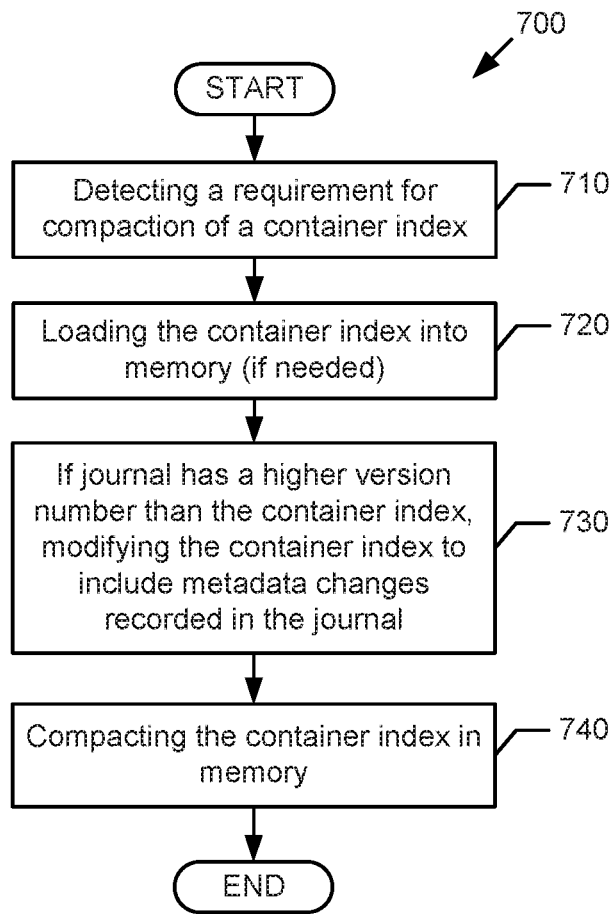 700
START
Detecting a requirement for
compaction of a container index
710
Loading the container index into
memory (if needed)
720
If journal has a higher version
number than the container index,
modifying the container index to
include metadata changes
recorded in the journal
730
Compacting the container index in
memory
740
END